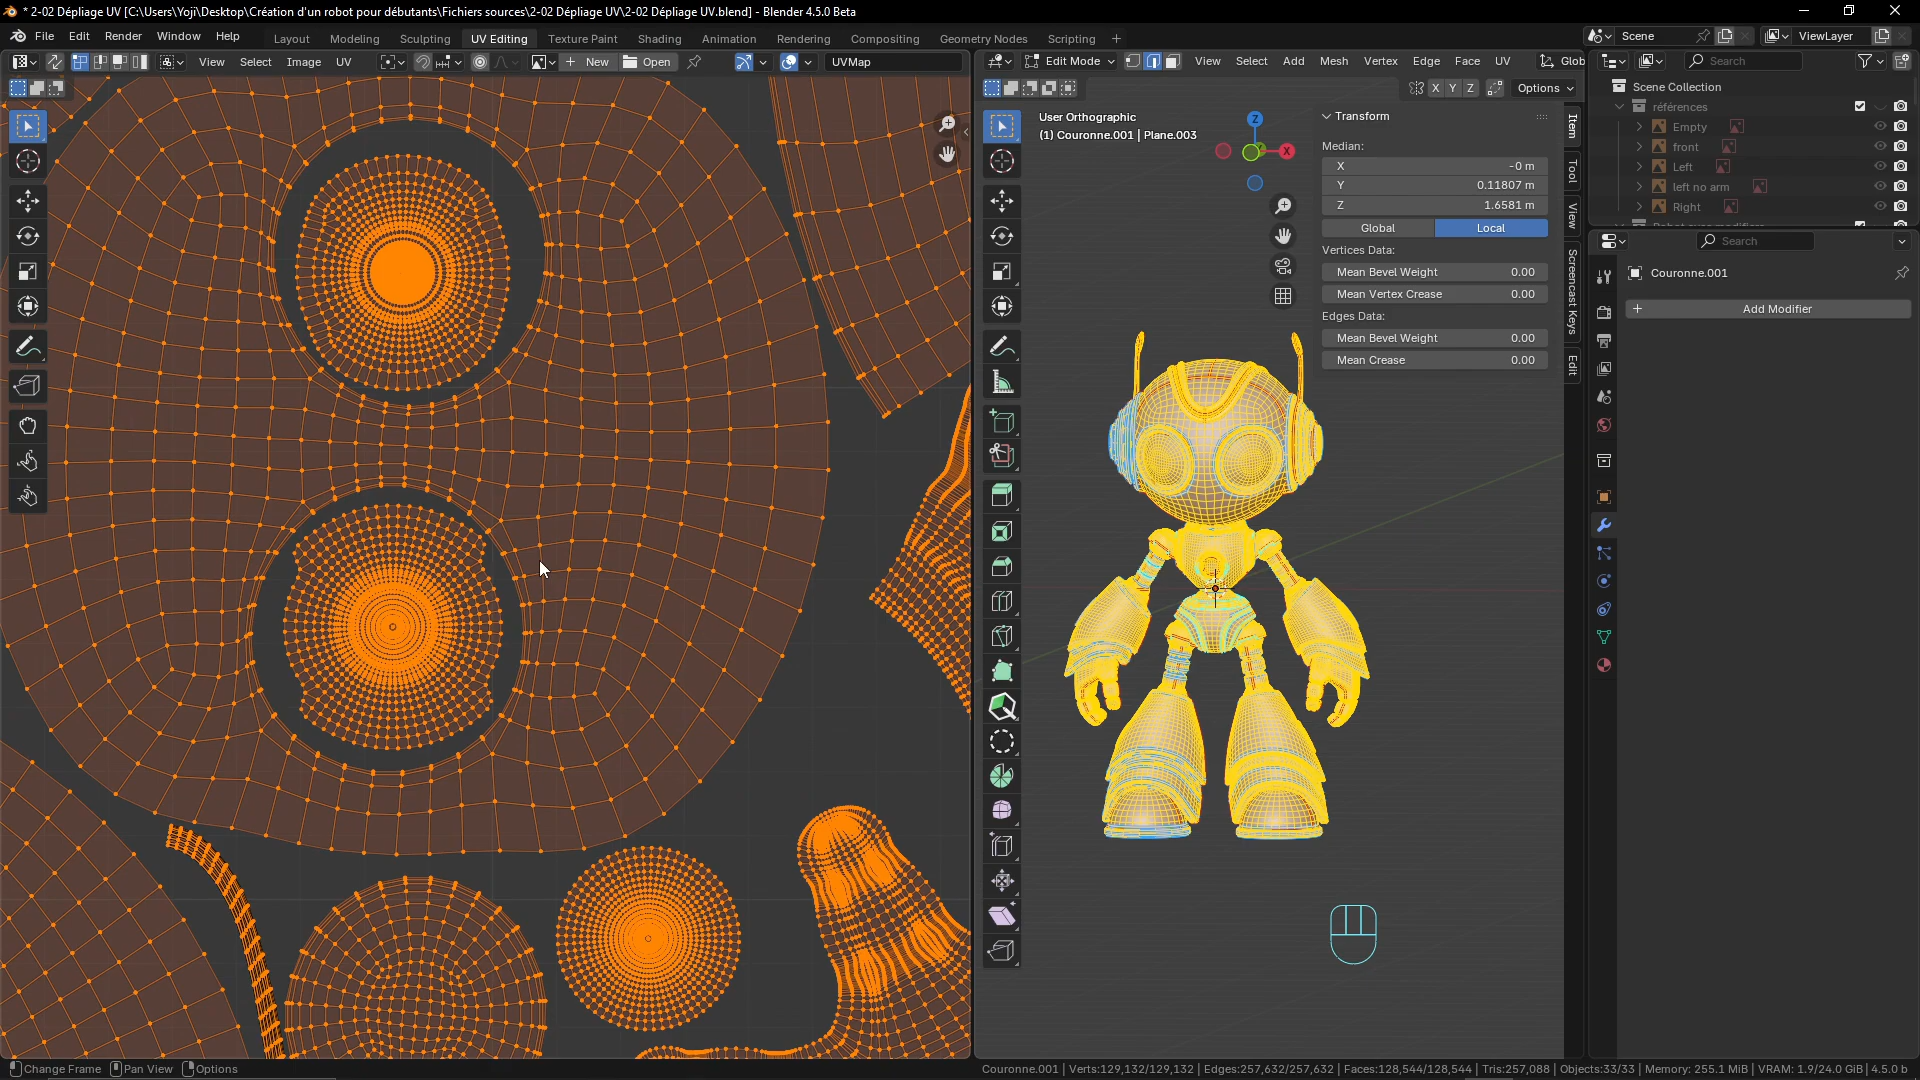 * 2-02 Dépliage UV [C:\Users\Yoji\Desktop\Création d'un robot pour débutants\Fichiers sources\2-02 Dépliage UV\2-02 Dépliage UV.blend] - Blender 4.5.0 Beta
File Edit Render Window Help Layout Modeling Sculpting UV Editing Texture Paint Shading Animation Rendering Compositing Geometry Nodes Scripting + Scene ViewLayer
View Select Image UV New Open UVMap Edit Mode View Select Add Mesh Vertex Edge Face UV Glob Search
X Y Z Options
Scene Collection
références
Empty
front
Left
left no arm
Right
User Orthographic
(1) Couronne.001 | Plane.003
Z
X
Transform
Median:
X -0 m
Y 0.11807 m
Z 1.6581 m
Global Local
Vertices Data:
Mean Bevel Weight 0.00
Mean Vertex Crease 0.00
Edges Data:
Mean Bevel Weight 0.00
Mean Crease 0.00
Item
Tool
View
Screencast Keys
Edit
Search
Couronne.001
Add Modifier
Change Frame Pan View Options
Couronne.001 | Verts:129,132/129,132 | Edges:257,632/257,632 | Faces:128,544/128,544 | Tris:257,088 | Objects:33/33 | Memory: 255.1 MiB | VRAM: 1.9/24.0 GiB | 4.5.0 b